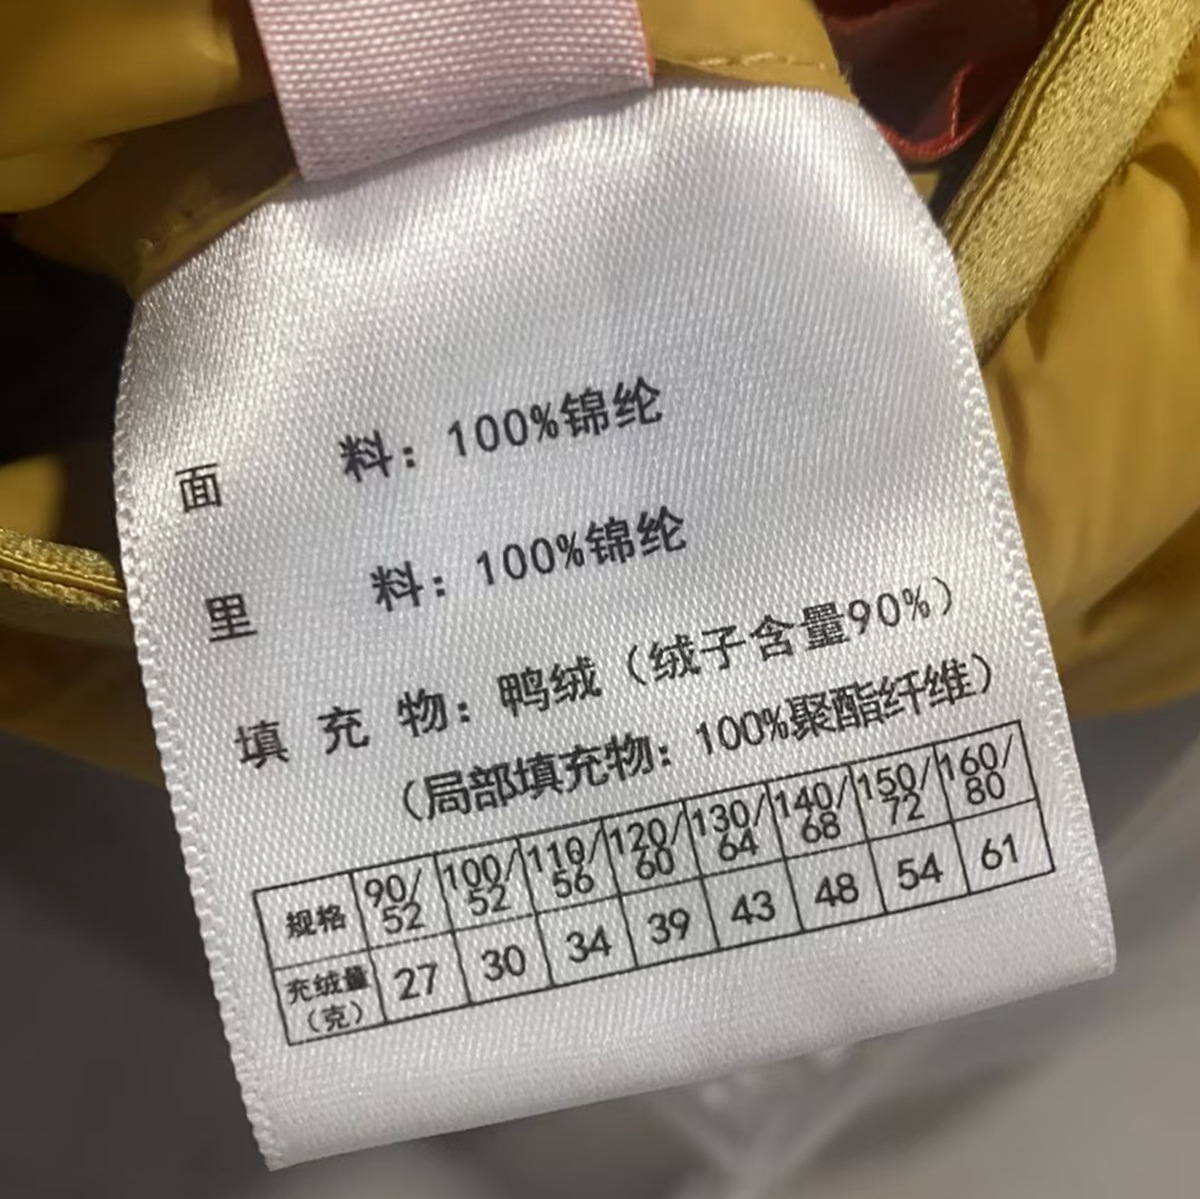 面 料：100%锦纶
里 料：100%锦纶
填 充 物：鸭绒（绒子含量90%）
（局部填充物：100%聚酯纤维）
规格 90/52 100/52 110/56 120/60 130/64 140/68 150/72 160/80
充绒量（克） 27 30 34 39 43 48 54 61